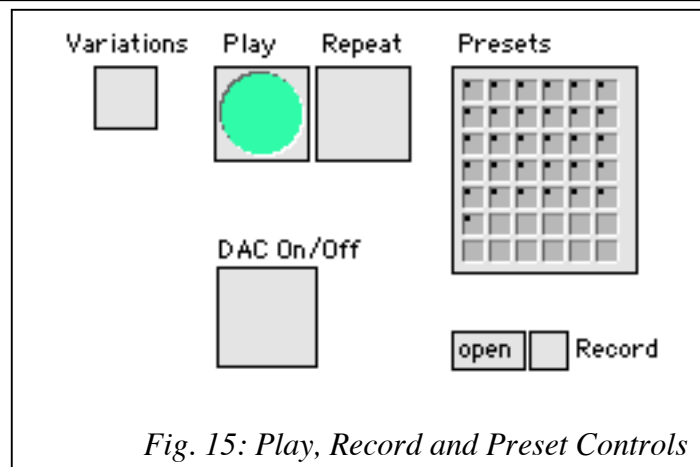 Variations Play Repeat Presets
DAC On/Off
open Record
Fig. 15: Play, Record and Preset Controls